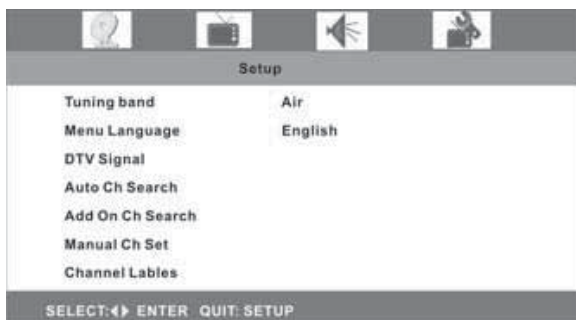 Setup
Tuning band Air
Menu Language English
DTV Signal
Auto Ch Search
Add On Ch Search
Manual Ch Set
Channel Lables
SELECT:◀▶ ENTER QUIT: SETUP